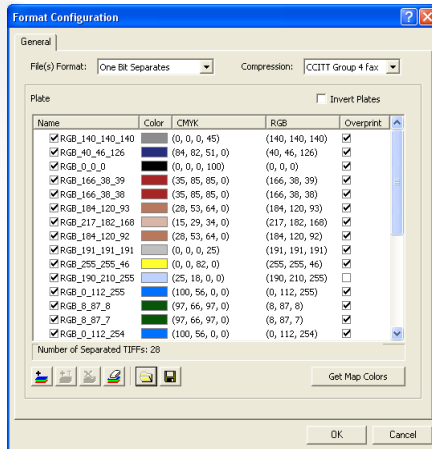 Format Configuration
General
File(s) Format: One Bit Separates Compression: CCITT Group 4 fax
Plate Invert Plates
Name Color CMYK RGB Overprint
RGB_140_140_140 (0, 0, 0, 45) (140, 140, 140)
RGB_40_46_126 (84, 82, 51, 0) (40, 46, 126)
RGB_0_0_0 (0, 0, 0, 100) (0, 0, 0)
RGB_166_38_39 (35, 85, 85, 0) (166, 38, 39)
RGB_166_38_38 (35, 85, 85, 0) (166, 38, 38)
RGB_184_120_93 (28, 53, 64, 0) (184, 120, 93)
RGB_217_182_168 (15, 29, 34, 0) (217, 182, 168)
RGB_184_120_92 (28, 53, 64, 0) (184, 120, 92)
RGB_191_191_191 (0, 0, 0, 25) (191, 191, 191)
RGB_255_255_46 (0, 0, 82, 0) (255, 255, 46)
RGB_190_210_255 (25, 18, 0, 0) (190, 210, 255)
RGB_0_112_255 (100, 56, 0, 0) (0, 112, 255)
RGB_8_87_8 (97, 66, 97, 0) (8, 87, 8)
RGB_8_87_7 (97, 66, 97, 0) (8, 87, 7)
RGB_0_112_254 (100, 56, 0, 0) (0, 112, 254)
Number of Separated TIFFs: 28
Get Map Colors
OK Cancel